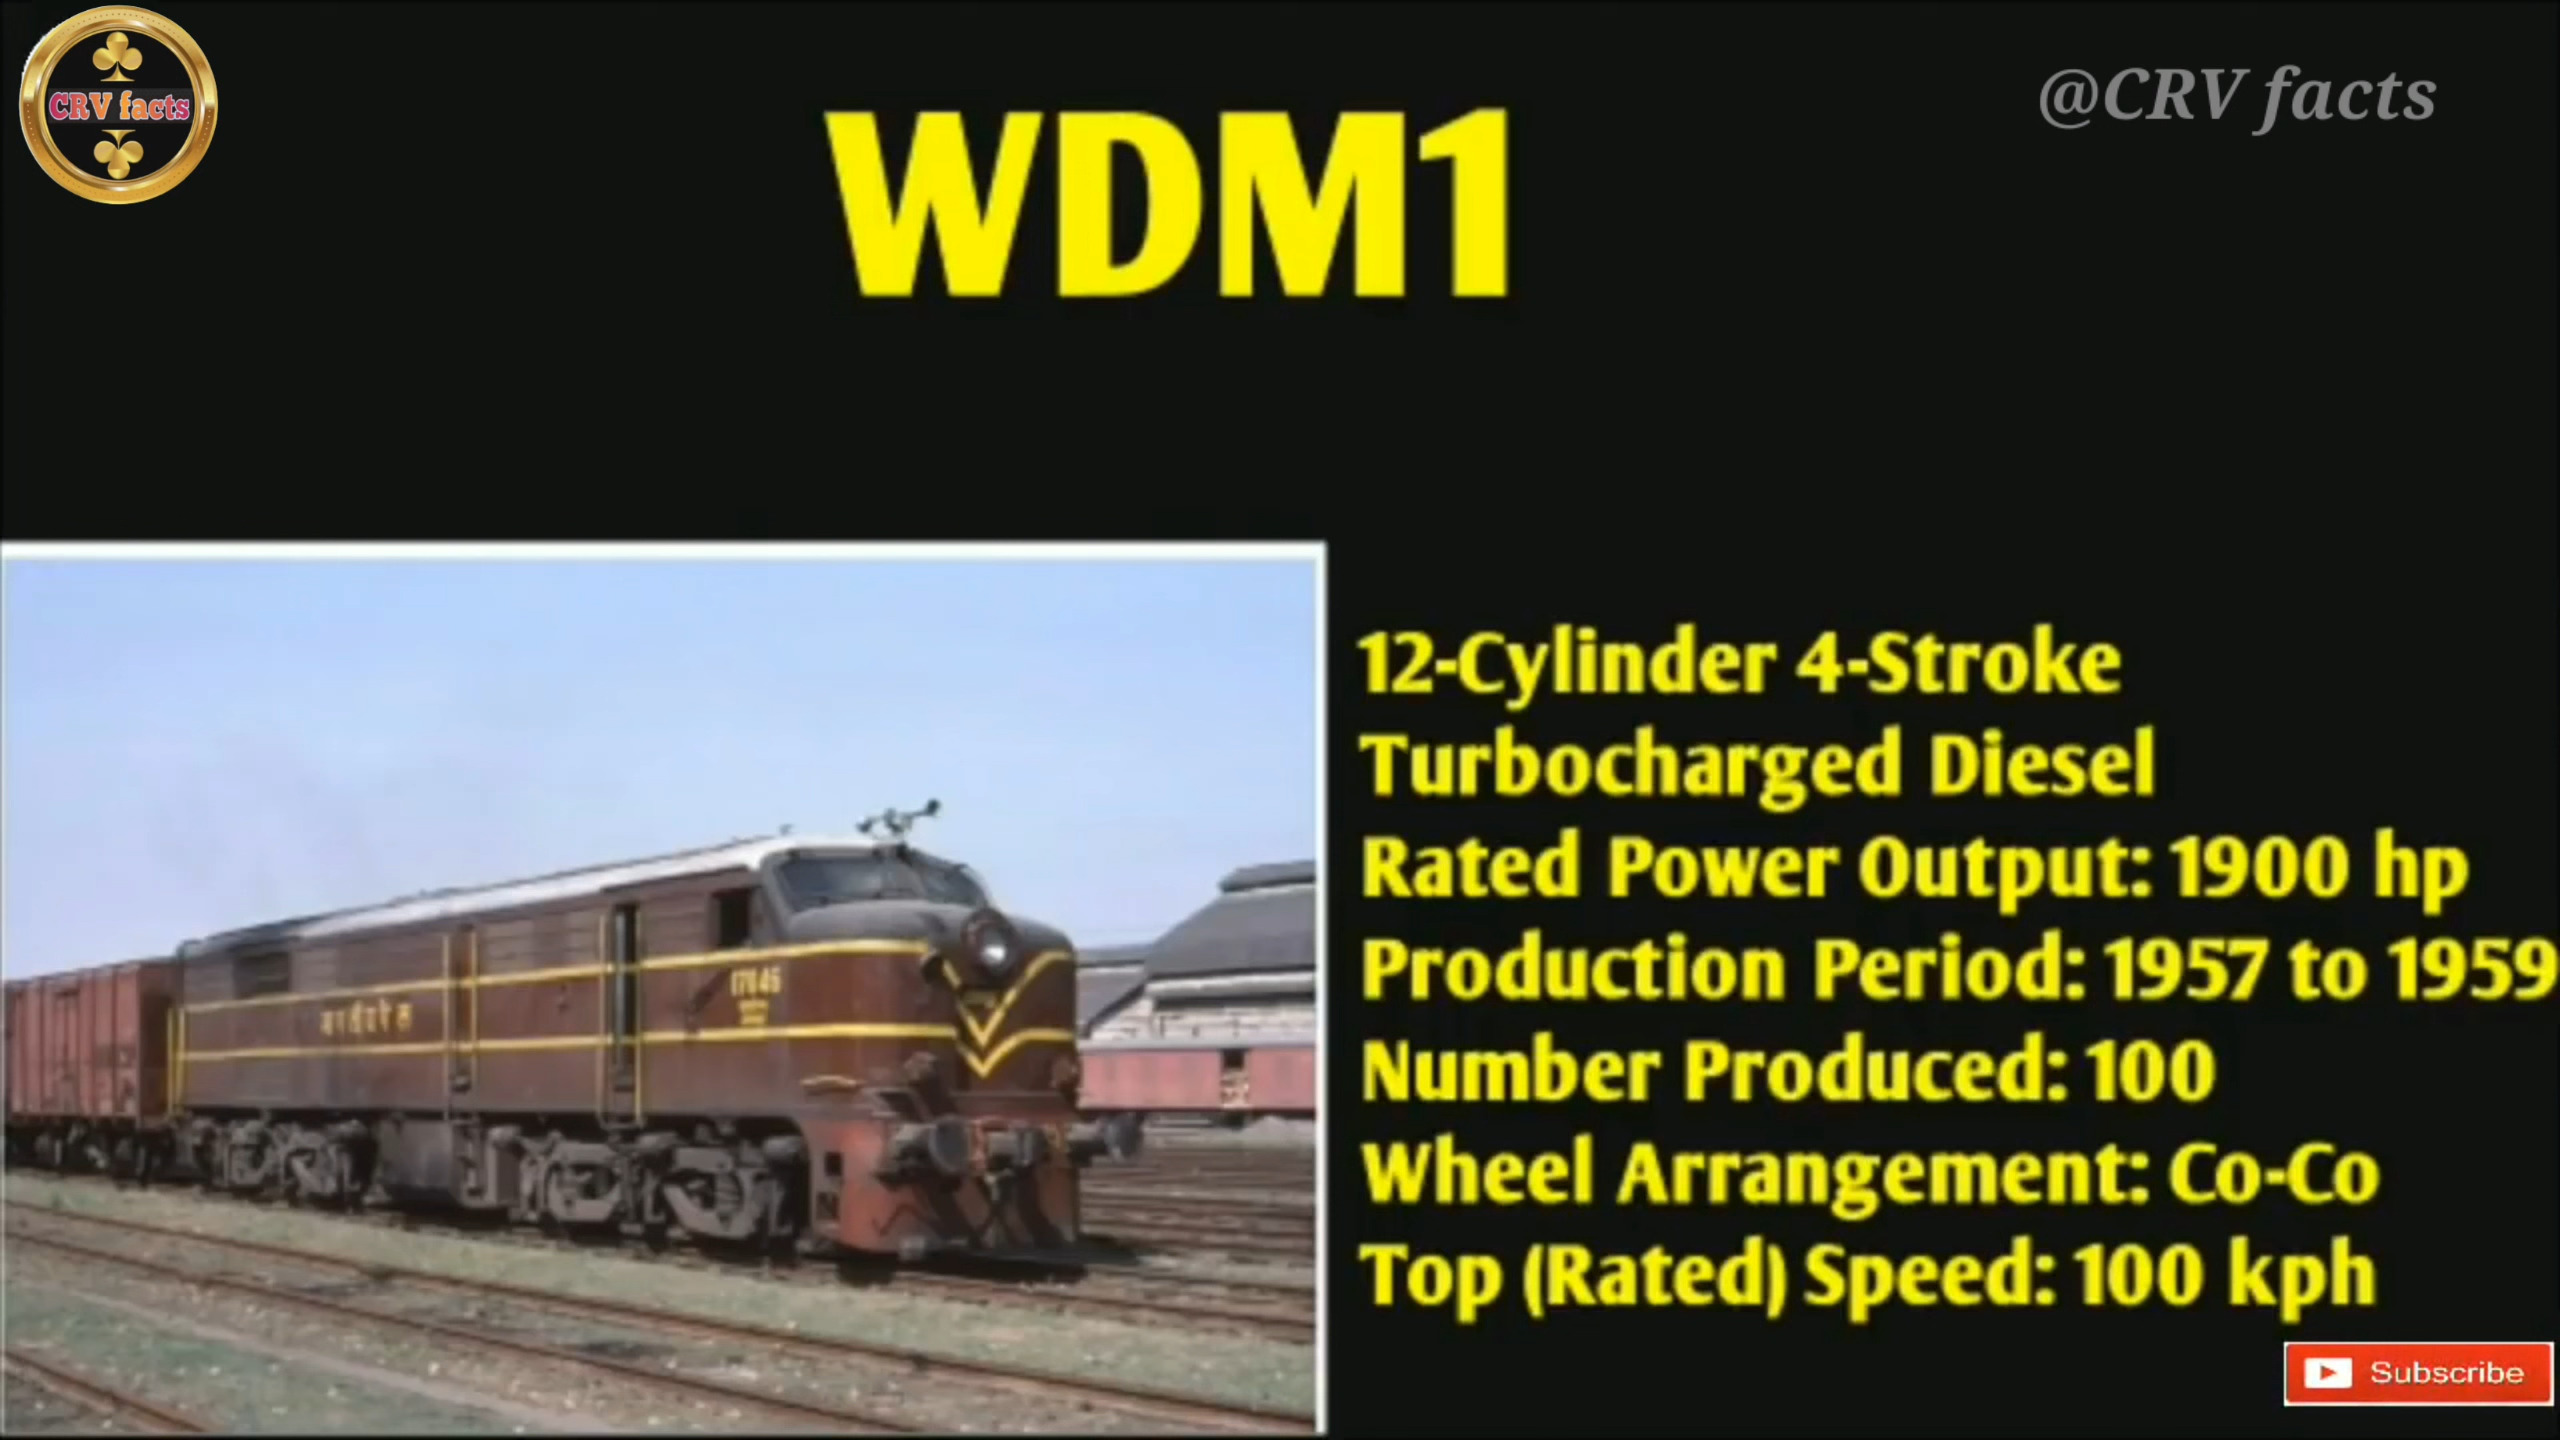 CRV facts
@CRV facts
WDM1
12-Cylinder 4-Stroke
Turbocharged Diesel
Rated Power Output: 1900 hp
Production Period: 1957 to 1959
Number Produced: 100
Wheel Arrangement: Co-Co
Top (Rated) Speed: 100 kph
Subscribe